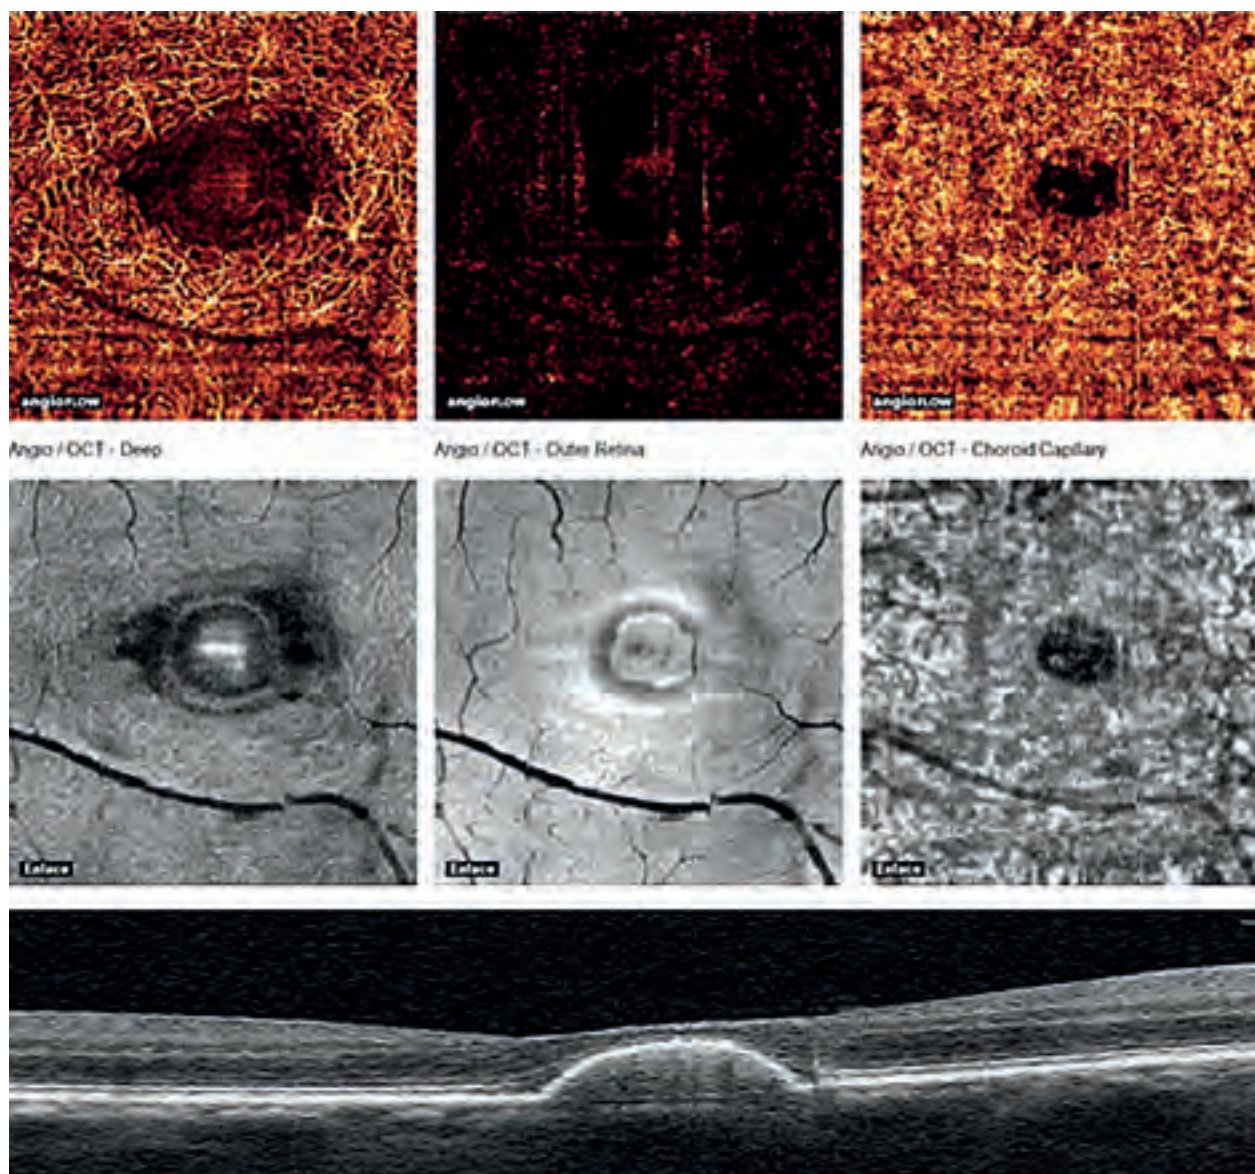 angioFLOW
angioFLOW
angioFLOW
Angio / OCT - Deep
Angio / OCT - Outer Retina
Angio / OCT - Choroid Capillary
Enface
Enface
Enface